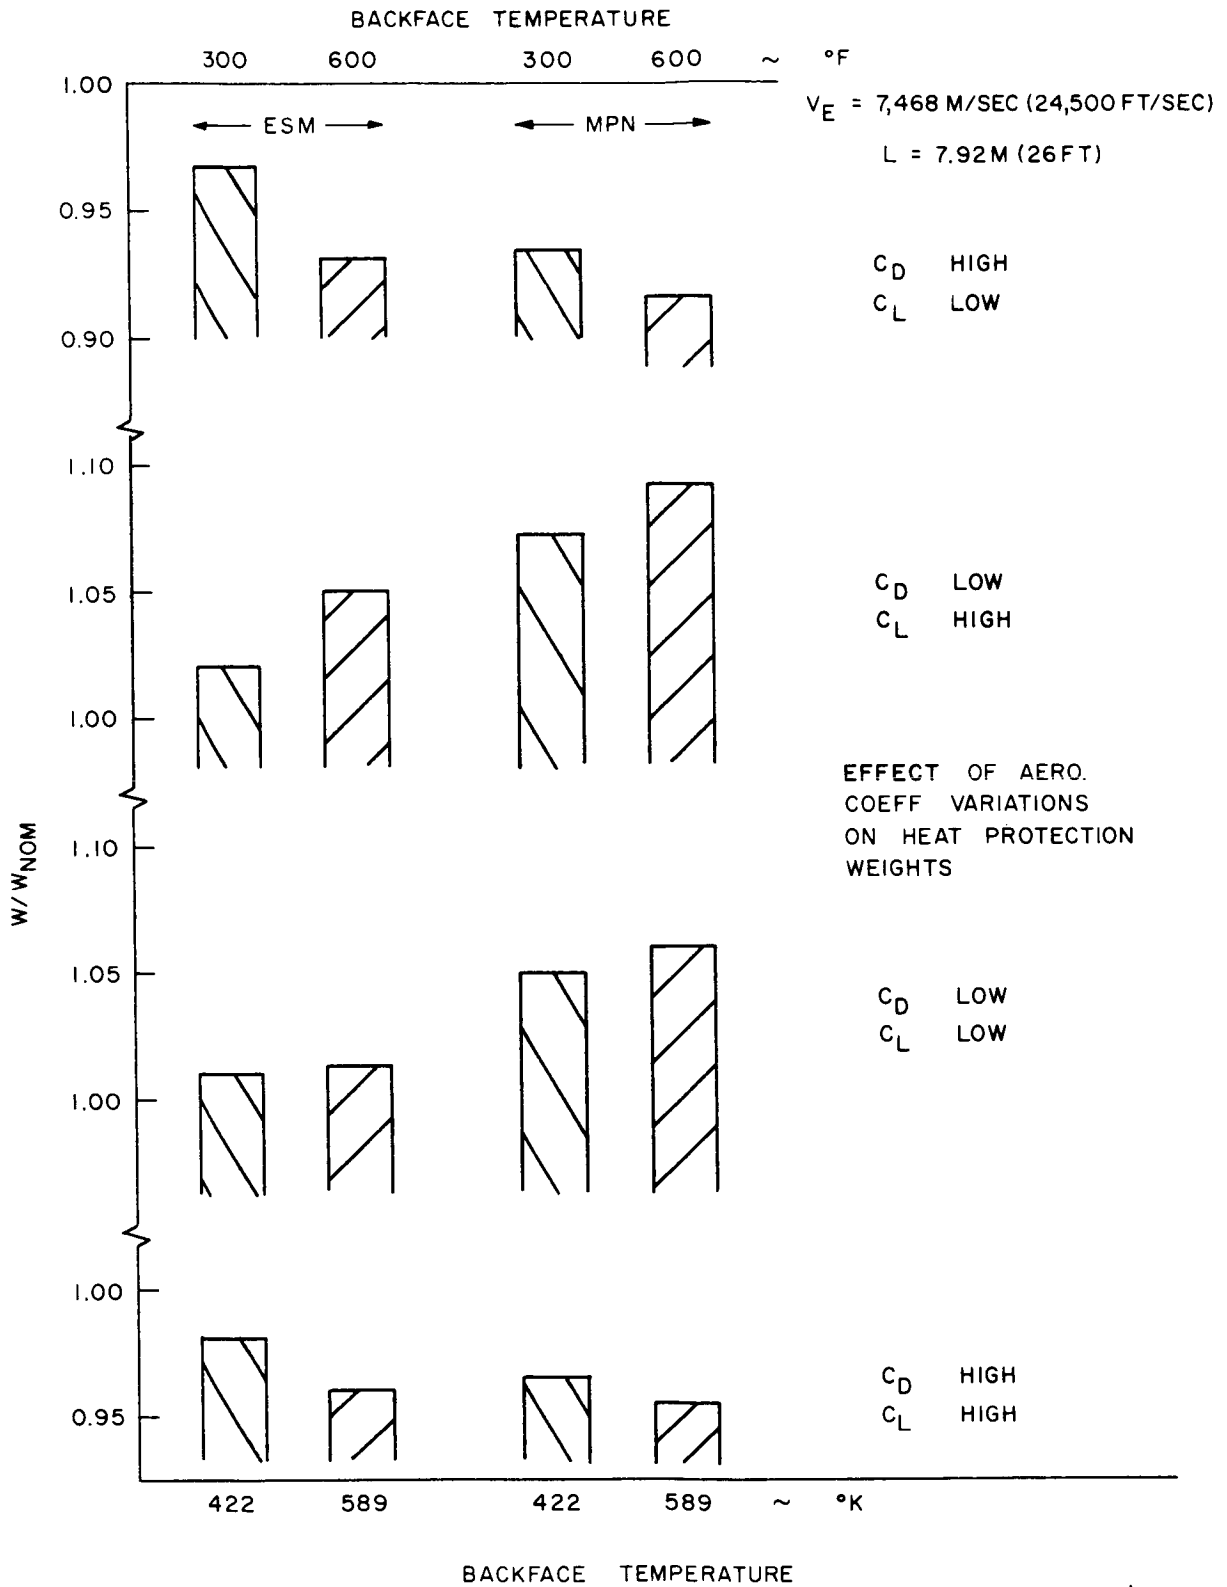 BACKFACE TEMPERATURE
300 600 300 600 ~ °F
1.00
V_E = 7,468 M/SEC (24,500 FT/SEC)
ESM MPN
L = 7.92M (26FT)
0.95
C_D HIGH
C_L LOW
0.90
1.10
1.05
C_D LOW
C_L HIGH
1.00
EFFECT OF AERO.
COEFF VARIATIONS
ON HEAT PROTECTION
WEIGHTS
W/W_NOM
1.10
1.05
C_D LOW
C_L LOW
1.00
1.00
C_D HIGH
C_L HIGH
0.95
422 589 422 589 ~ °K
BACKFACE TEMPERATURE